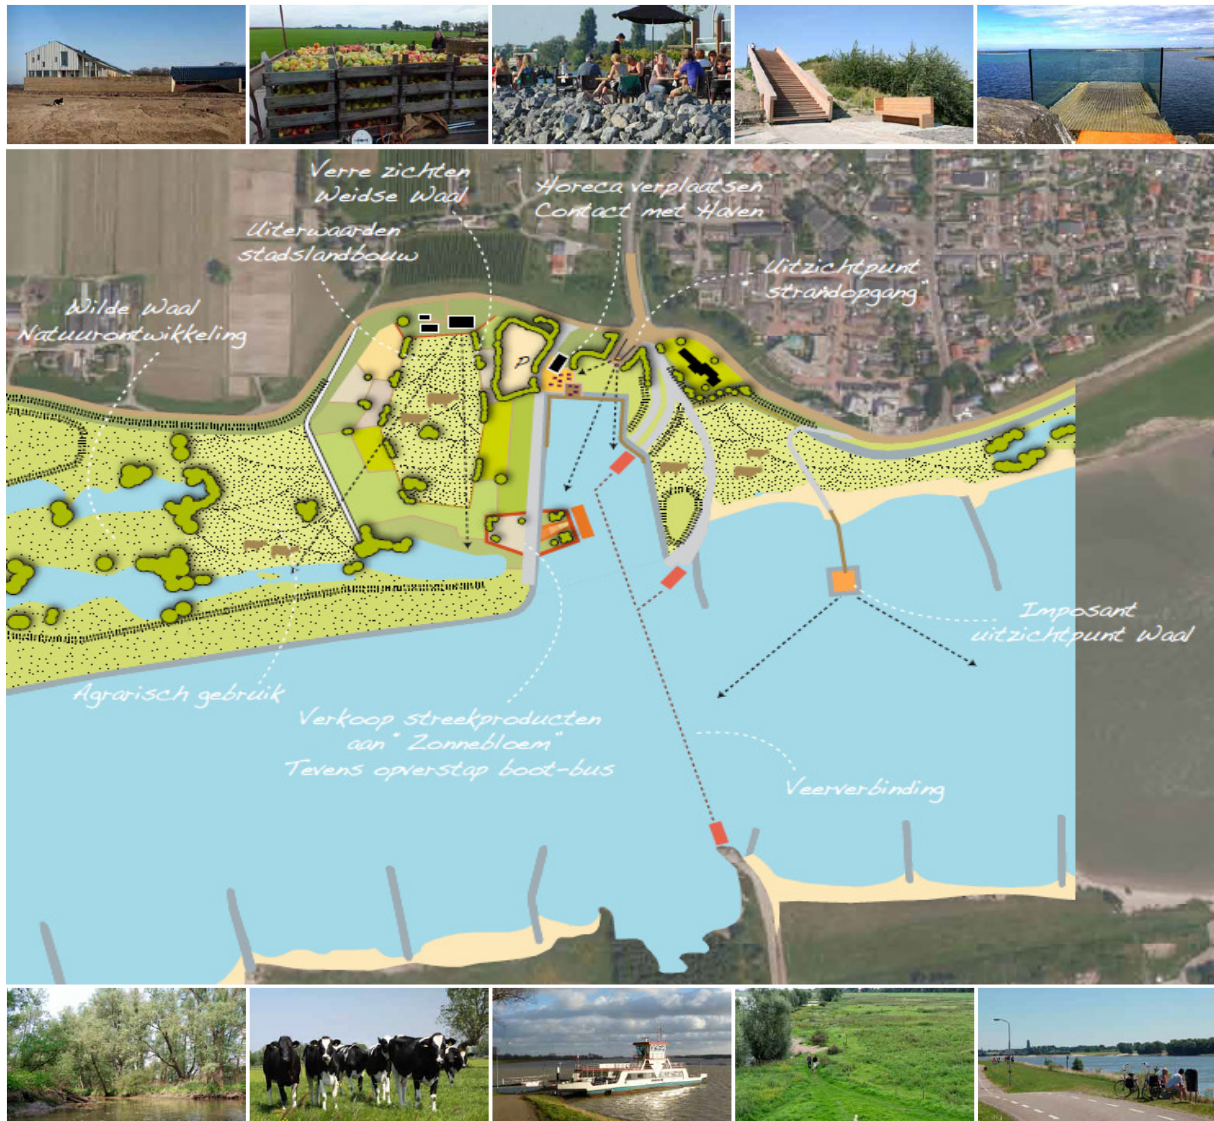 Verre zichten
Weidse Waal
Horeca verplaatsen
Contact met Haven
Uiterwaarden
stadslandbouw
Uitzichtpunt
"strandopgang"
Wilde Waal
Natuurontwikkeling
P
Imposant
uitzichtpunt Waal
Agrarisch gebruik
Verkoop streekproducten
aan "Zonnebloem"
Tevens opverstap boot-bus
Veerverbinding